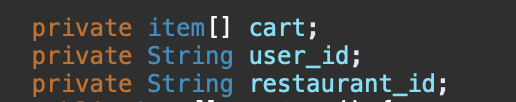 private item[] cart;
private String user_id;
private String restaurant_id;